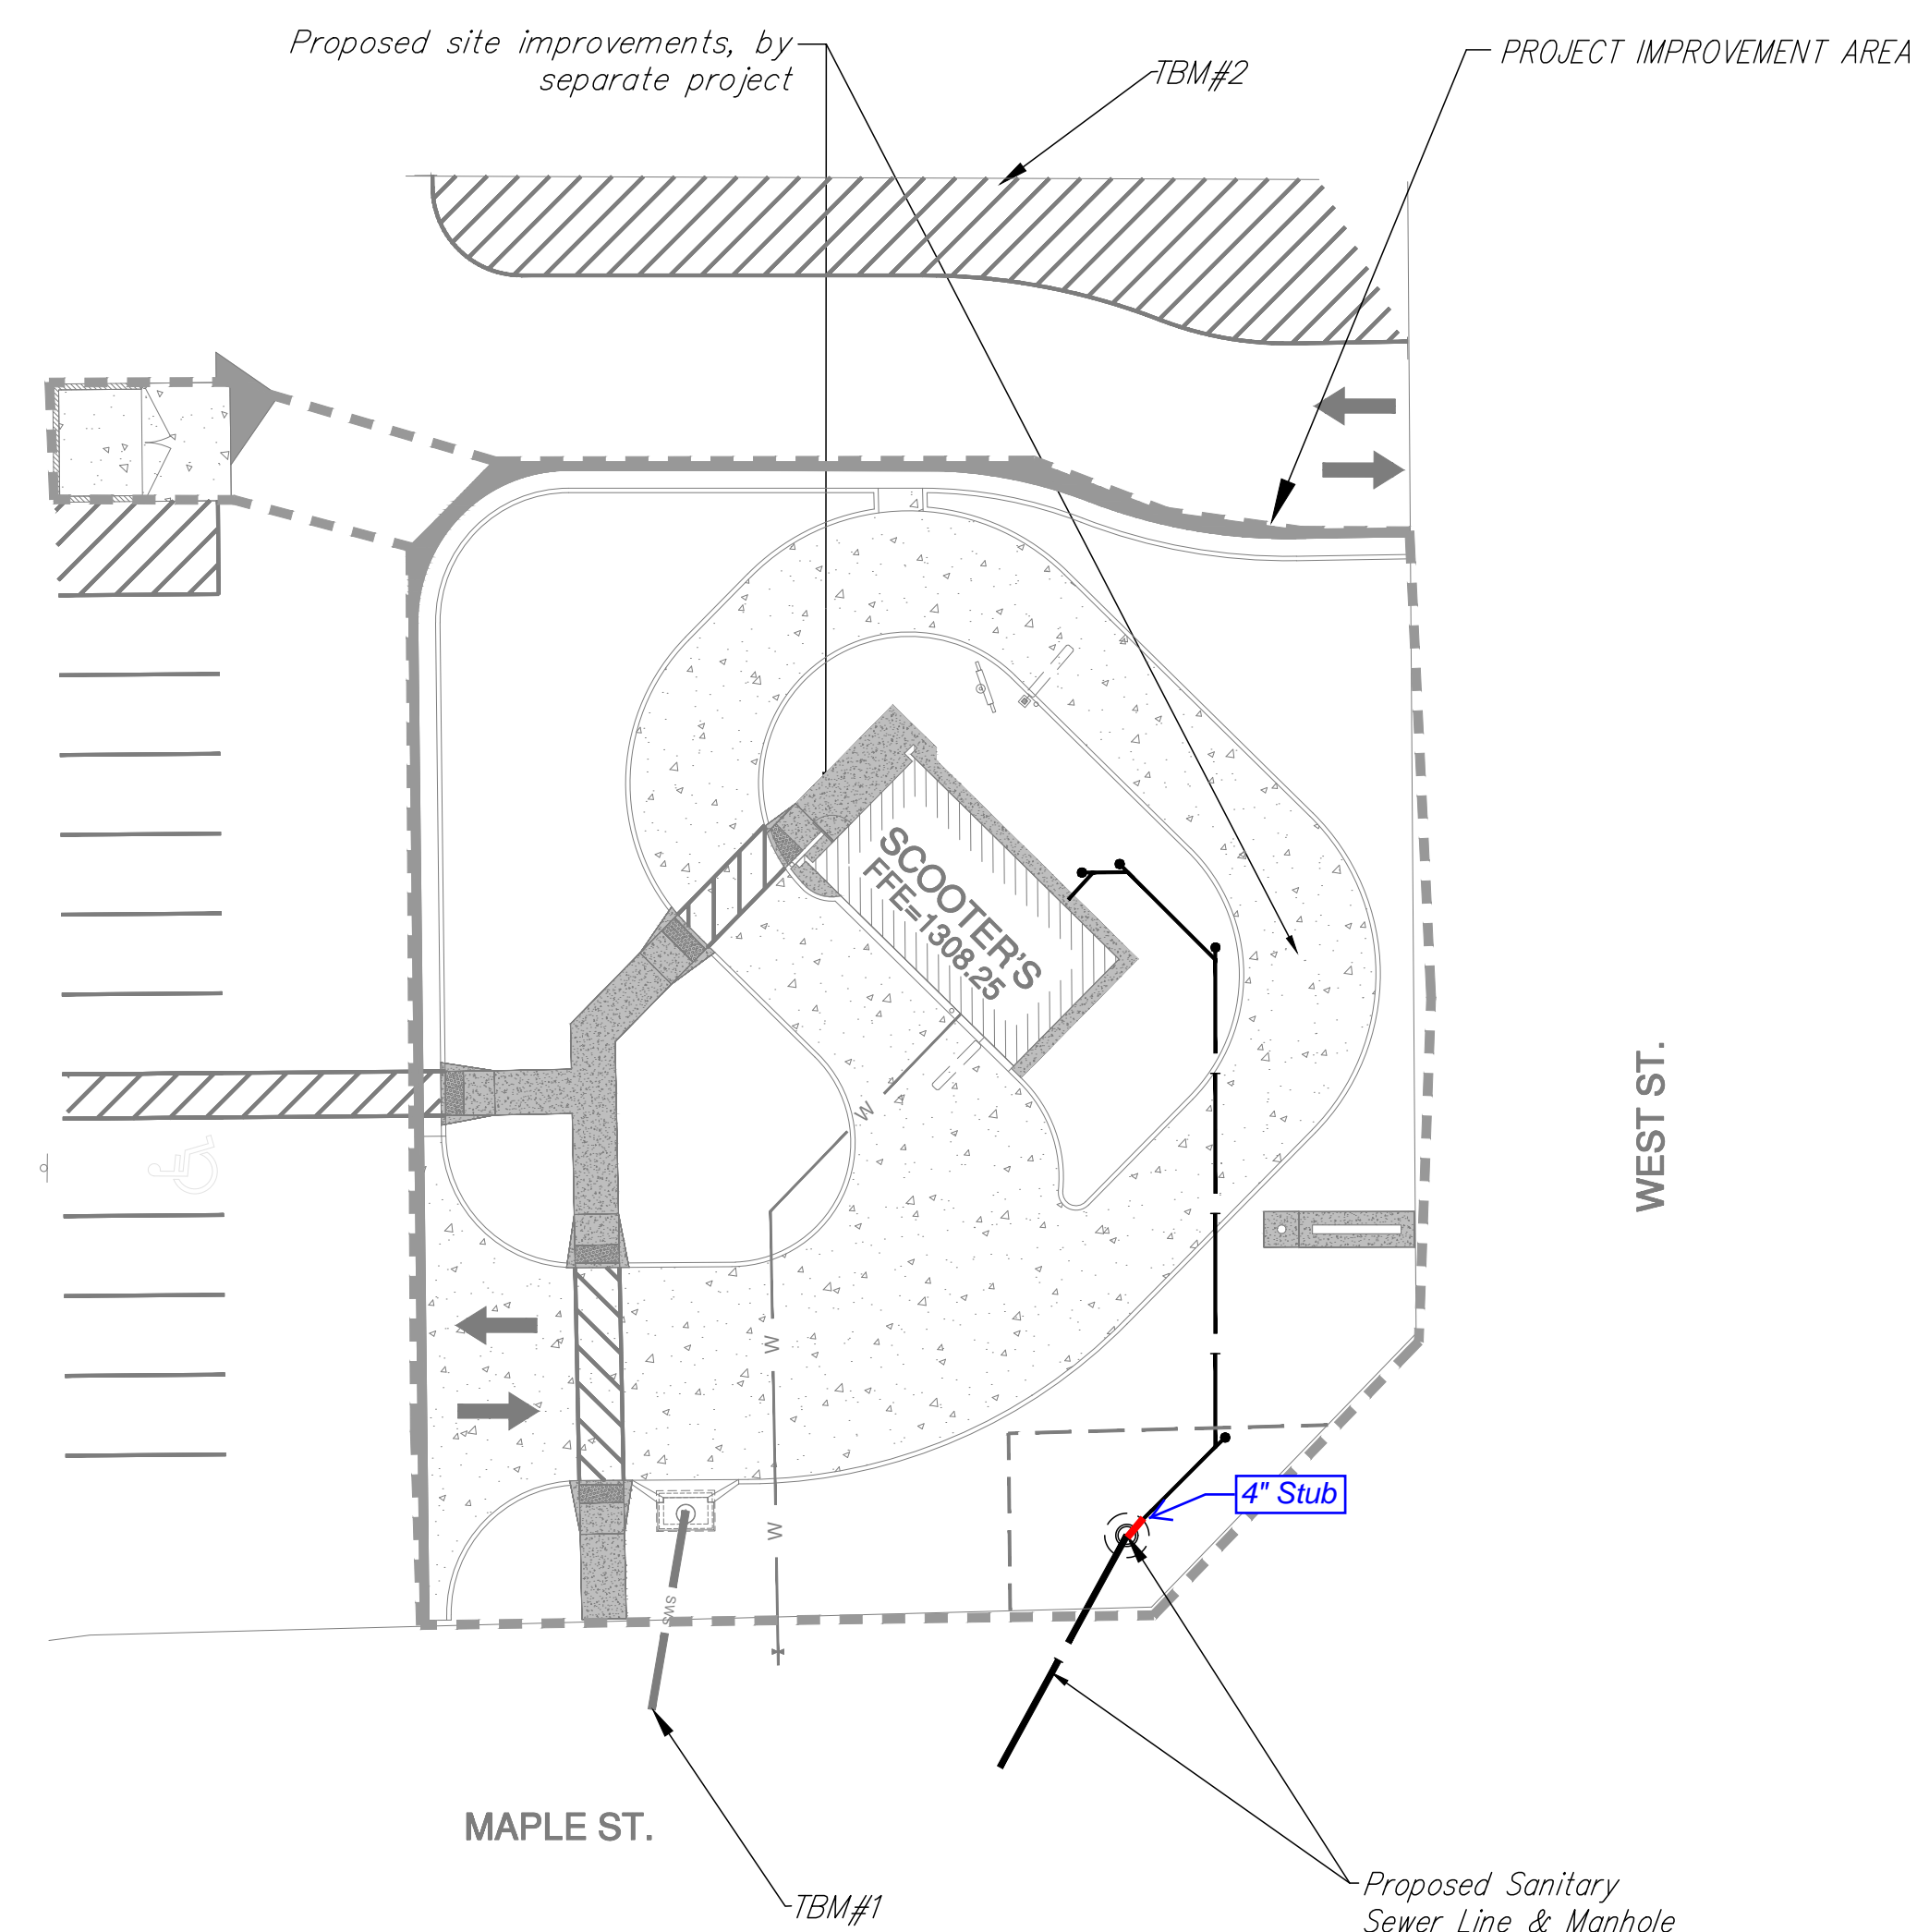 Proposed site improvements, by
separate project
TBM#2
PROJECT IMPROVEMENT AREA
SCOOTER'S
FFE=1308.25
W
WEST ST.
W
4" Stub
W
SWS
MAPLE ST.
TBM#1
Proposed Sanitary
Sewer Line & Manhole